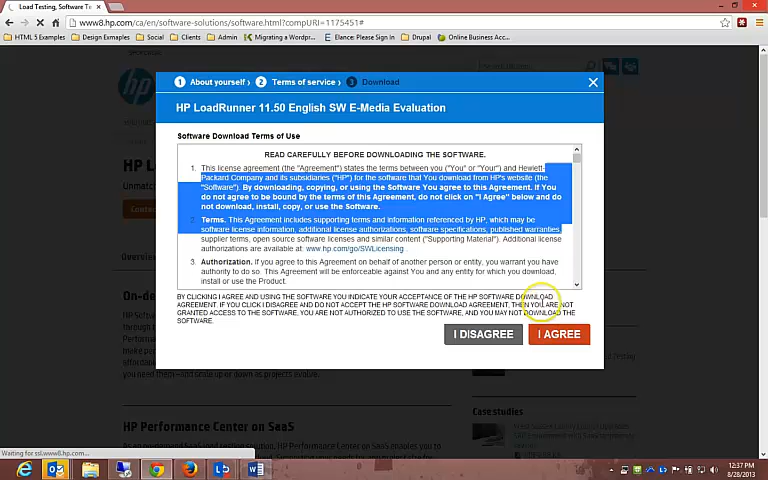 Load Testing, Software Te
www8.hp.com/ca/en/software-solutions/software.html?compURI=1175451#
HTML 5 Examples
Design Exmaples
Social
Clients
Admin
Migrating a Wordpr...
Elance: Please Sign In
Drupal
Online Business Acc...
1 About yourself ›
2 Terms of service ›
3 Download
HP LoadRunner 11.50 English SW E-Media Evaluation
Software Download Terms of Use
READ CAREFULLY BEFORE DOWNLOADING THE SOFTWARE.
1. This license agreement (the "Agreement") states the terms between you ("You" or "Your") and Hewlett-
Packard Company and its subsidiaries ("HP") for the software that You download from HP's website (the
"Software"). By downloading, copying, or using the Software You agree to this Agreement. If You
do not agree to be bound by the terms of this Agreement, do not click on "I Agree" below and do
not download, install, copy, or use the Software.
2. Terms. This Agreement includes supporting terms and information referenced by HP, which may be
software license information, additional license authorizations, software specifications, published warranties,
supplier terms, open source software licenses and similar content ("Supporting Material"). Additional license
authorizations are available at: www.hp.com/go/SWLicensing .
3. Authorization. If you agree to this Agreement on behalf of another person or entity, you warrant you have
authority to do so. This Agreement will be enforceable against You and any entity for which you download,
install or use the Product.
BY CLICKING I AGREE AND USING THE SOFTWARE YOU INDICATE YOUR ACCEPTANCE OF THE HP SOFTWARE DOWNLOAD
AGREEMENT. IF YOU CLICK I DISAGREE AND DO NOT ACCEPT THE HP SOFTWARE DOWNLOAD AGREEMENT, THEN YOU ARE NOT
GRANTED ACCESS TO THE SOFTWARE, YOU ARE NOT AUTHORIZED TO USE THE SOFTWARE, AND YOU MAY NOT DOWNLOAD THE
SOFTWARE.
I DISAGREE
I AGREE
HP L
Unmatc
Conta
On-de
Case studies
HP Performance Center on SaaS
Waiting for ssl.www8.hp.com...
12:37 PM
8/28/2013